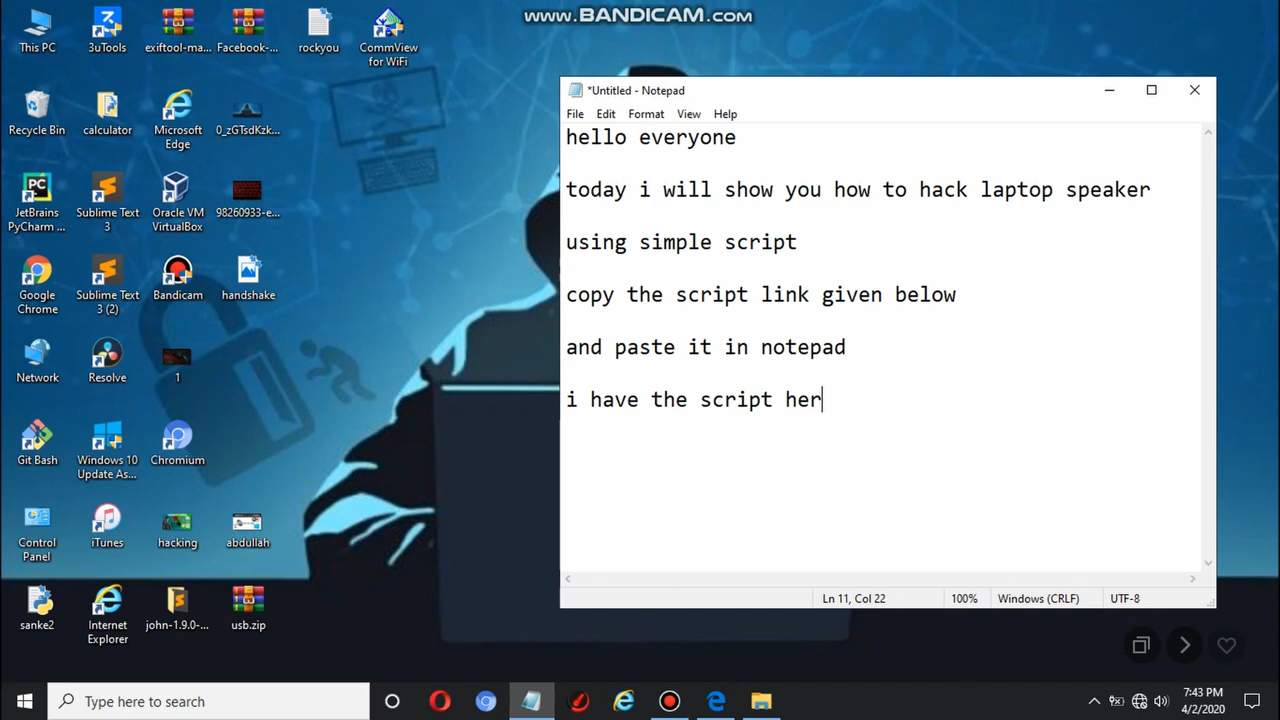 www.BANDICAM.com
This PC
3uTools
exiftool-ma...
Facebook-...
rockyou
CommView for WiFi
Recycle Bin
calculator
Microsoft Edge
0_zGTsdKzk...
JetBrains PyCharm ...
Sublime Text 3
Oracle VM VirtualBox
98260933-e...
Google Chrome
Sublime Text 3 (2)
Bandicam
handshake
Network
Resolve
1
Git Bash
Windows 10 Update As...
Chromium
Control Panel
iTunes
hacking
abdullah
sanke2
Internet Explorer
john-1.9.0-...
usb.zip
*Untitled - Notepad
File Edit Format View Help
hello everyone
today i will show you how to hack laptop speaker
using simple script
copy the script link given below
and paste it in notepad
i have the script her
Ln 11, Col 22 100% Windows (CRLF) UTF-8
Type here to search
7:43 PM
4/2/2020